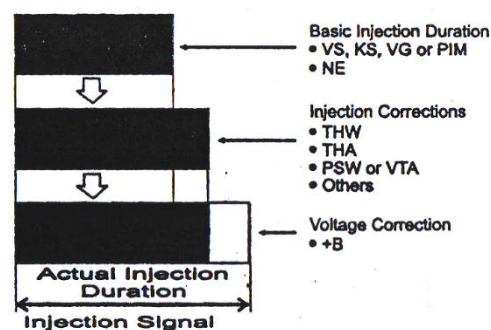 Basic Injection Duration
• VS, KS, VG or PIM
• NE
Injection Corrections
• THW
• THA
• PSW or VTA
• Others
Voltage Correction
• +B
Actual Injection
Duration
Injection Signal